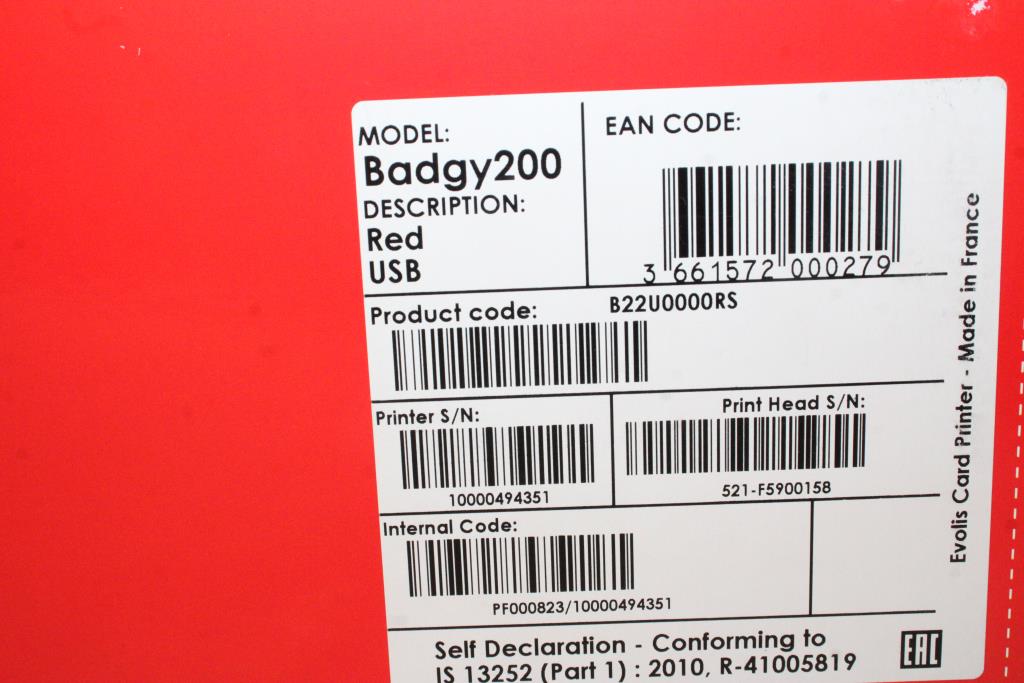 MODEL:
Badgy200
DESCRIPTION:
Red
USB
EAN CODE:
3 661572 000279
Product code:
B22U0000RS
Printer S/N:
10000494351
Print Head S/N:
521-F5900158
Internal Code:
PF000823/10000494351
Self Declaration - Conforming to
IS 13252 (Part 1) : 2010, R-41005819
EAC
Evolis Card Printer - Made in France